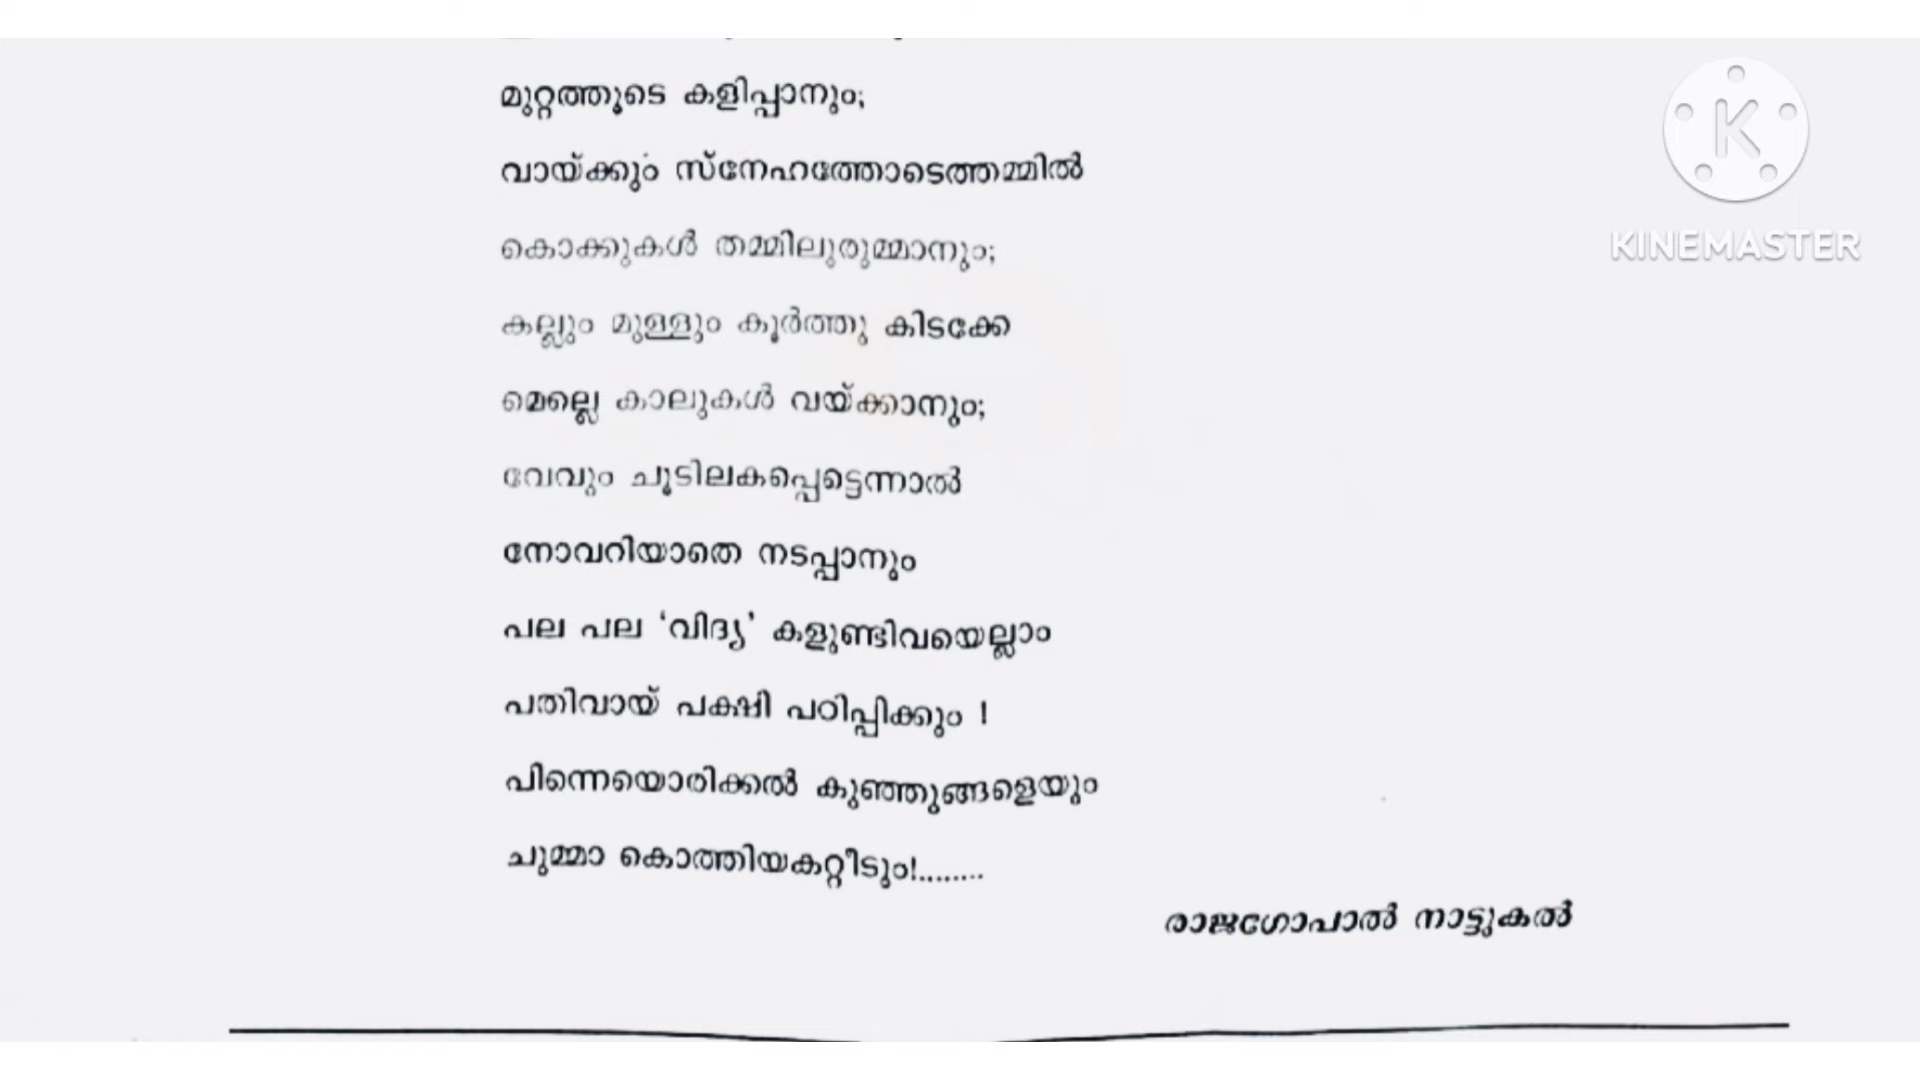 മുറ്റത്തൂടെ കളിപ്പാനും;
വായ്ക്കും സ്നേഹത്തോടെത്തമ്മിൽ
കൊക്കുകൾ തമ്മിലുരുമ്മാനും;
കല്ലും മുള്ളും കൂർത്തു കിടക്കേ
മെല്ലെ കാലുകൾ വയ്ക്കാനും;
വേവും ചൂടിലകപ്പെട്ടെന്നാൽ
നോവറിയാതെ നടപ്പാനും
പല പല ‘വിദ്യ’ കളുണ്ടിവയെല്ലാം
പതിവായ് പക്ഷി പഠിപ്പിക്കും !
പിന്നെയൊരിക്കൽ കുഞ്ഞുങ്ങളെയും
ചുമ്മാ കൊത്തിയകറ്റീടും!........
രാജഗോപാൽ നാട്ടുകൽ
KINEMASTER